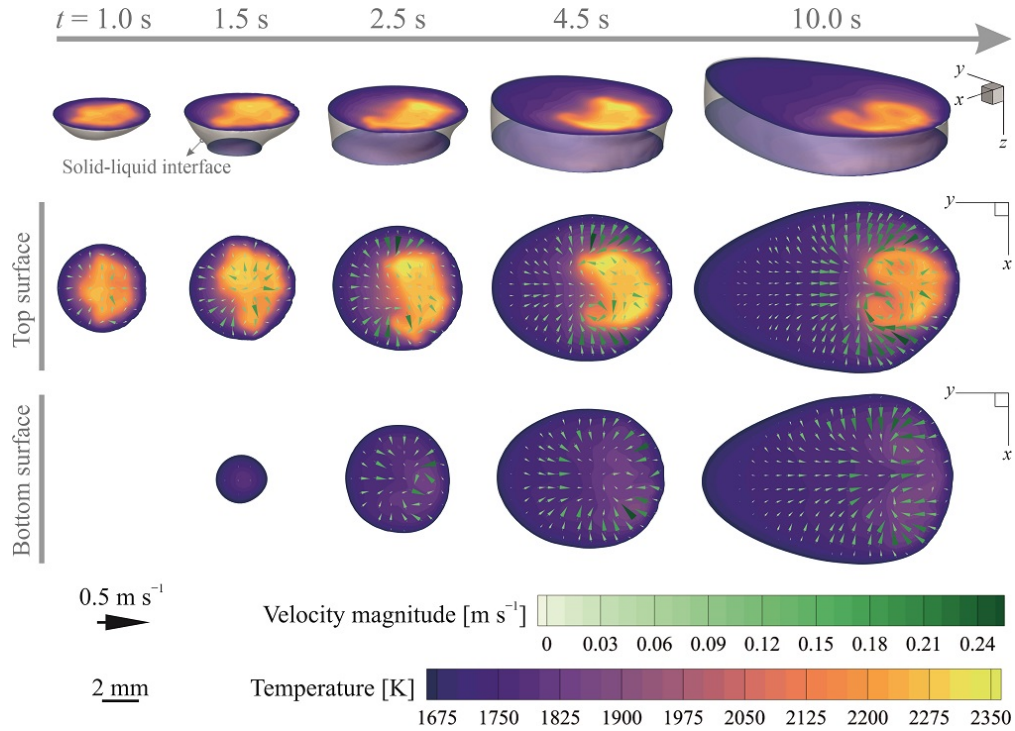 t = 1.0 s 1.5 s 2.5 s 4.5 s 10.0 s
y
x
z
Solid-liquid interface
Top surface
y
x
Bottom surface
y
x
0.5 m s⁻¹
Velocity magnitude [m s⁻¹]
0 0.03 0.06 0.09 0.12 0.15 0.18 0.21 0.24
2 mm
Temperature [K]
1675 1750 1825 1900 1975 2050 2125 2200 2275 2350